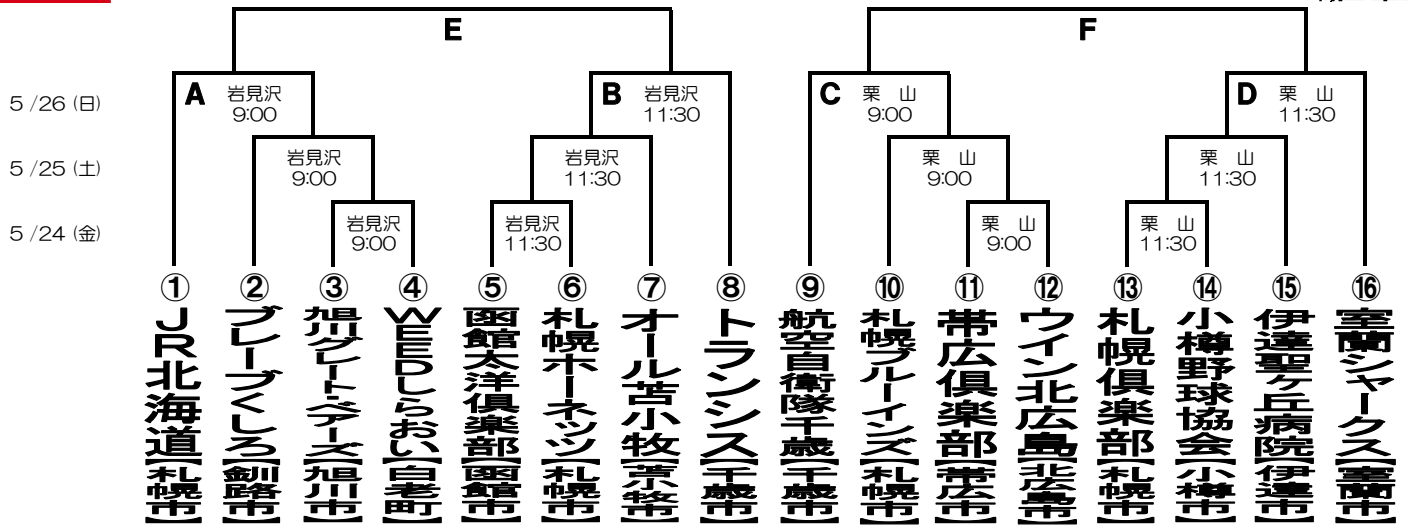 E
F
5/26 (日)
A
岩見沢
9:00
B
岩見沢
11:30
C
栗 山
9:00
D
栗 山
11:30
5/25 (土)
岩見沢
9:00
岩見沢
11:30
栗 山
9:00
栗 山
11:30
5/24 (金)
岩見沢
9:00
岩見沢
11:30
栗 山
9:00
栗 山
11:30
①
JR北海道【札幌市】
②
ブレーブくしろ【釧路市】
③
旭川グレートベアーズ【旭川市】
④
WEEDしらおい【白老町】
⑤
函館太洋倶楽部【函館市】
⑥
札幌ホーネッツ【札幌市】
⑦
オール苫小牧【苫小牧市】
⑧
トランシス【千歳市】
⑨
航空自衛隊千歳【千歳市】
⑩
札幌ブルーインズ【札幌市】
⑪
帯広倶楽部【帯広市】
⑫
ウイン北広島【北広島市】
⑬
札幌倶楽部【札幌市】
⑭
小樽野球協会【小樽市】
⑮
伊達聖ヶ丘病院【伊達市】
⑯
室蘭シャークス【室蘭市】